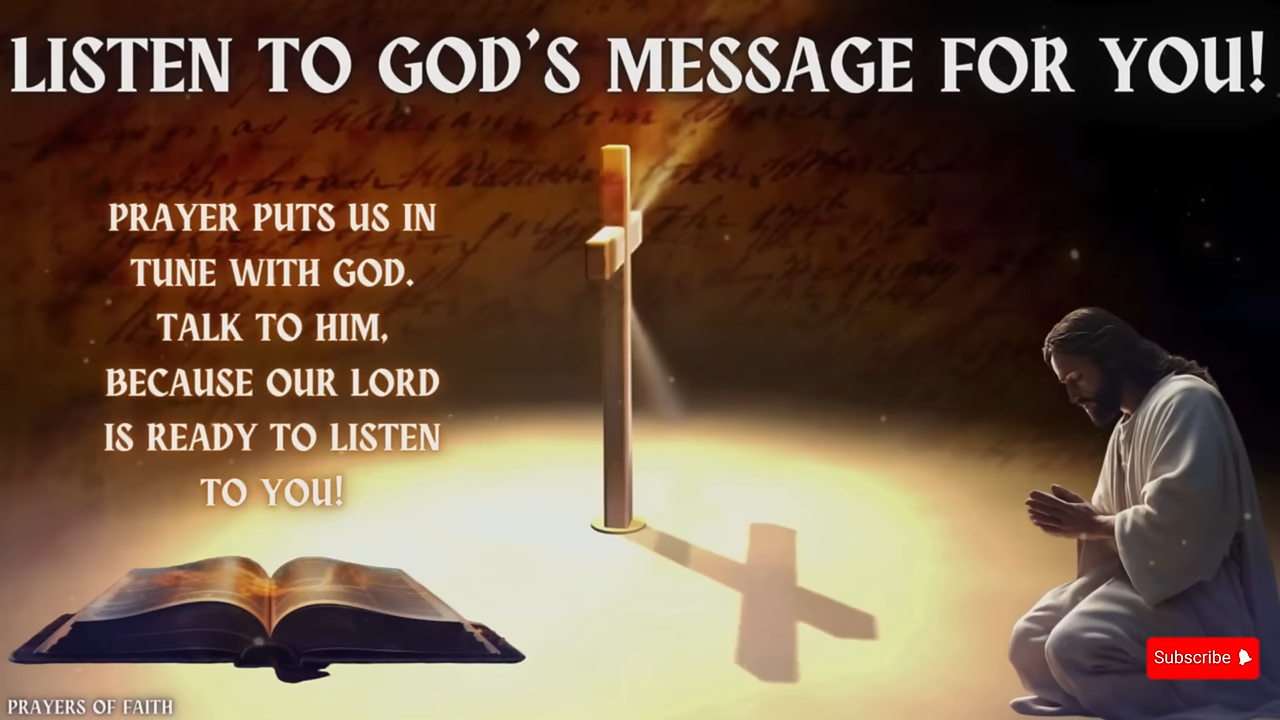 LISTEN TO GOD'S MESSAGE FOR YOU!
PRAYER PUTS US IN
TUNE WITH GOD.
TALK TO HIM,
BECAUSE OUR LORD
IS READY TO LISTEN
TO YOU!
Subscribe
PRAYERS OF FAITH